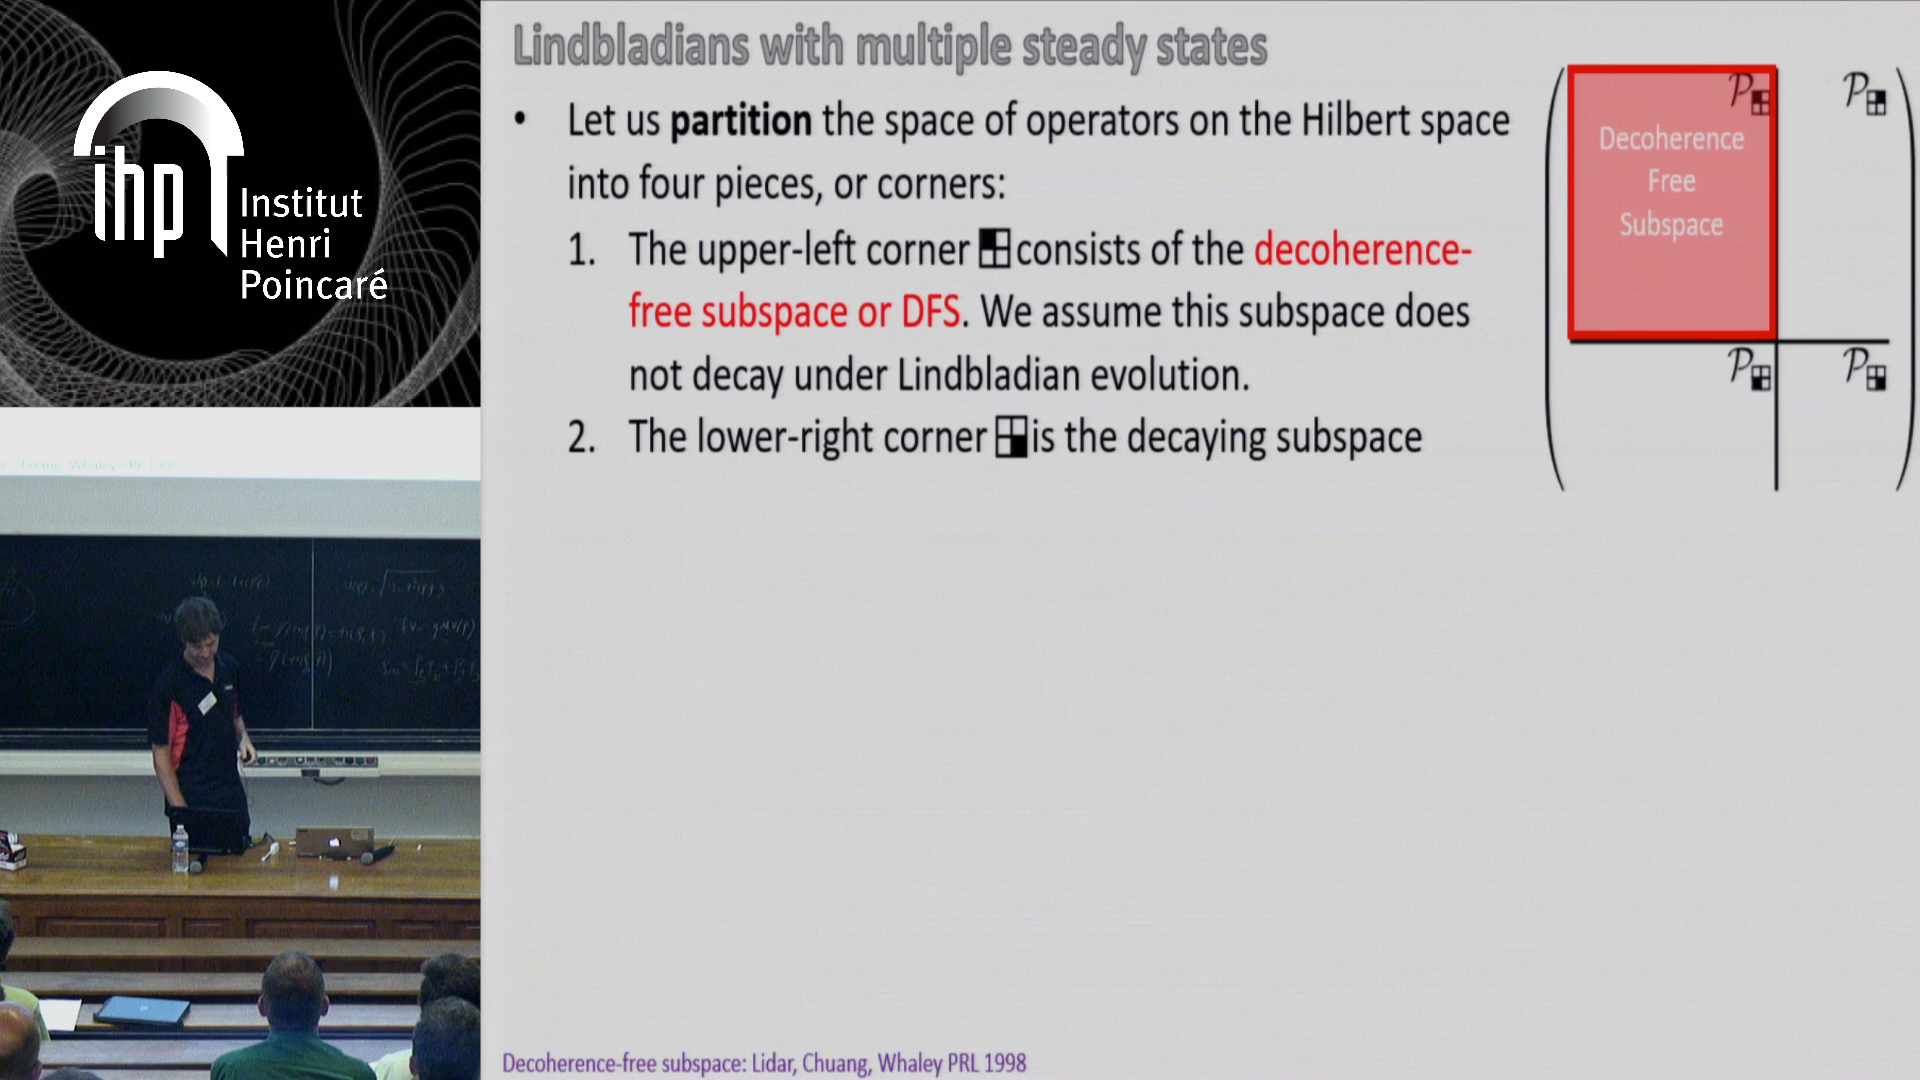 ihp
Institut
Henri
Poincaré
Lindbladians with multiple steady states
• Let us partition the space of operators on the Hilbert space
into four pieces, or corners:
1. The upper-left corner consists of the decoherence-
free subspace or DFS. We assume this subspace does
not decay under Lindbladian evolution.
2. The lower-right corner is the decaying subspace
P P
Decoherence
Free
Subspace
P P
Decoherence-free subspace: Lidar, Chuang, Whaley PRL 1998